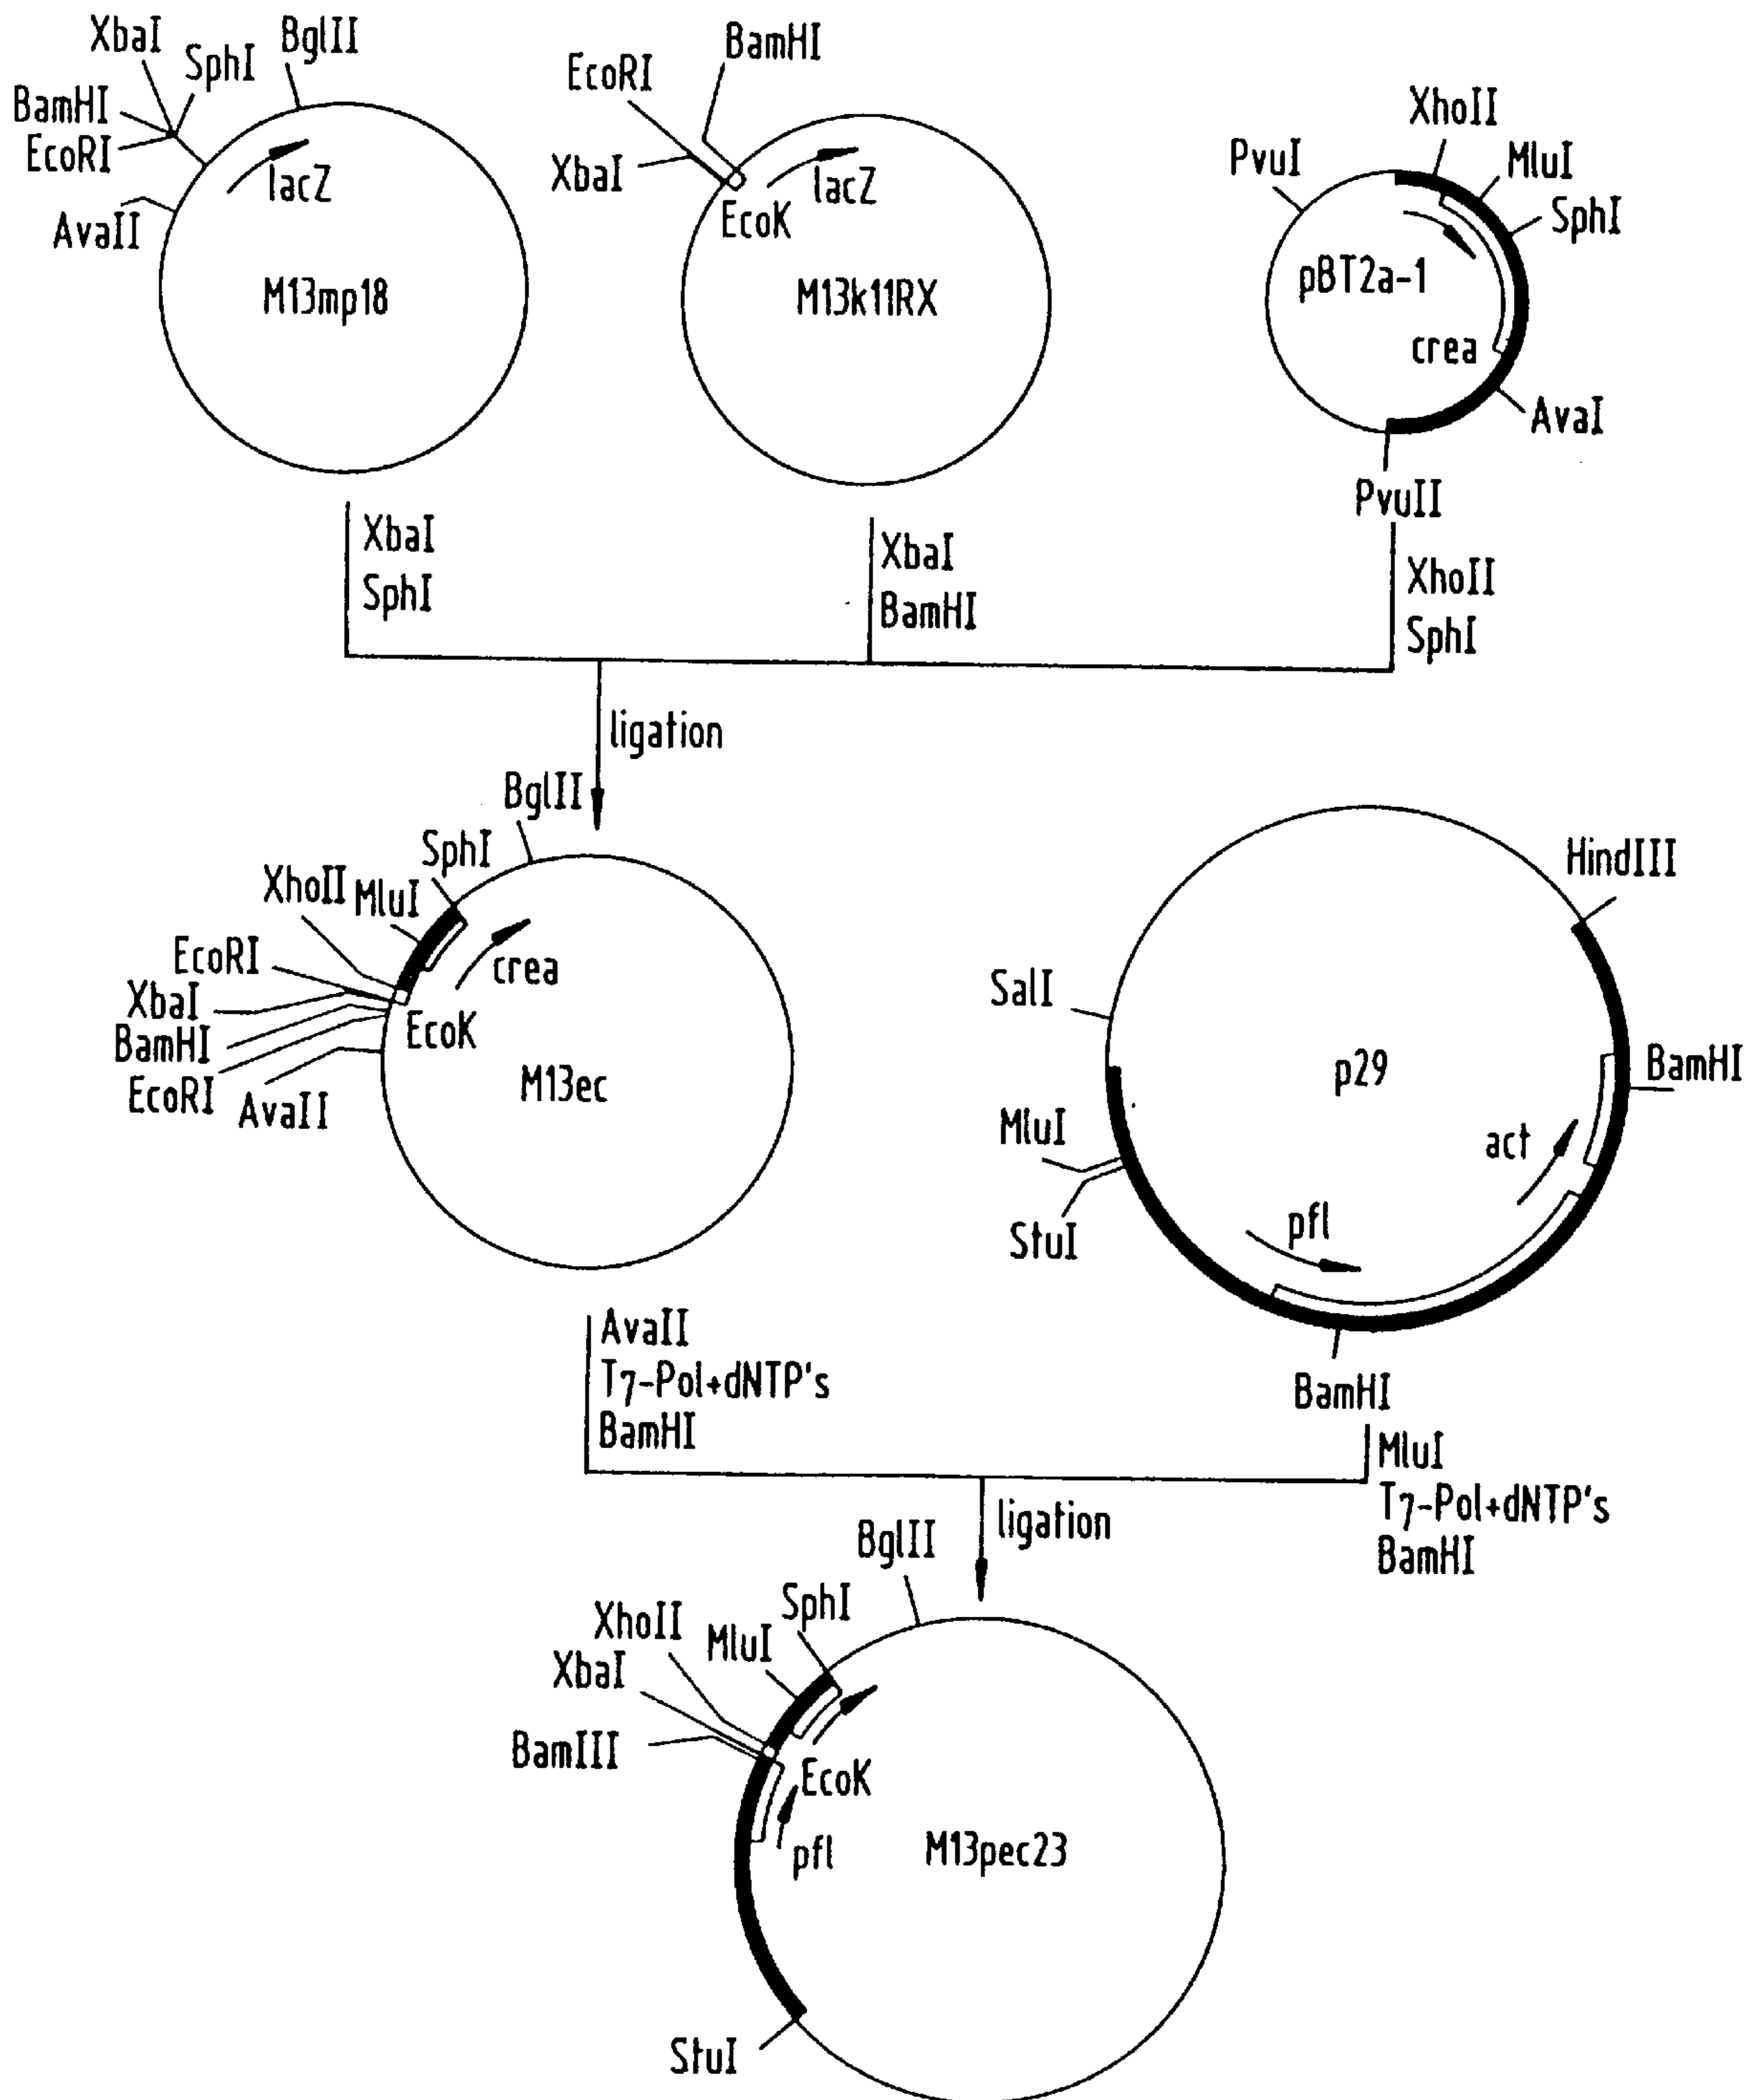 XbaI
SphI
BglII
BamHI
EcoRI
AvaII
lacZ
M13mp18
BamHI
EcoRI
XbaI
EcoK
lacZ
M13k11RX
XhoII
PvuI
MluI
SphI
pBT2a-1
crea
AvaI
PvuII
XbaI
SphI
XbaI
BamHI
XhoII
SphI
ligation
BglII
SphI
XhoII
MluI
EcoRI
XbaI
BamHI
EcoRI
AvaII
EcoK
crea
M13ec
HindIII
SalI
p29
BamHI
MluI
StuI
act
pfl
BamHI
AvaII
T7-Pol+dNTP's
BamHI
MluI
T7-Pol+dNTP's
BamHI
ligation
BglII
SphI
XhoII
MluI
XbaI
BamIII
EcoK
pfl
M13pec23
StuI